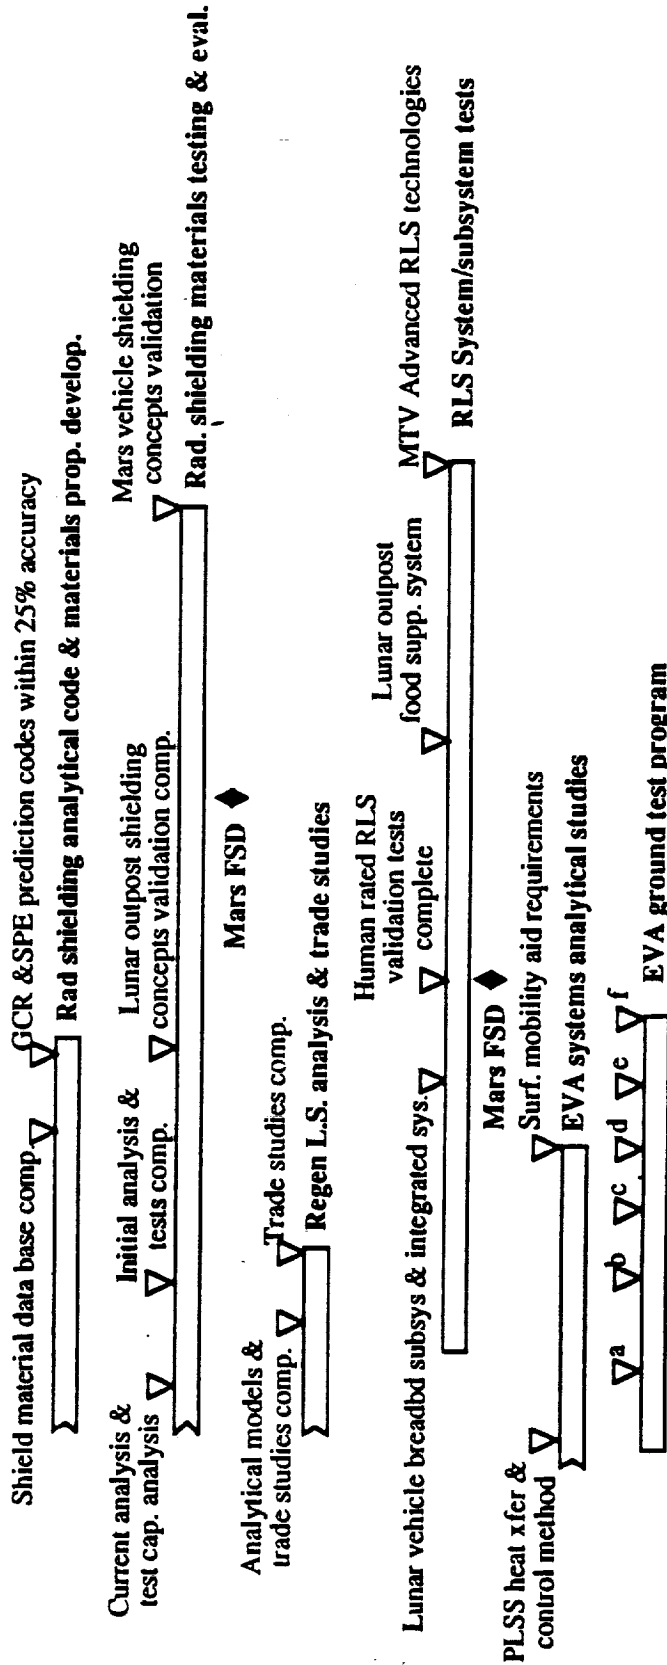 Shield material data base comp.
GCR &SPE prediction codes within 25% accuracy
Rad shielding analytical code & materials prop. develop.
Current analysis &
test cap. analysis
Initial analysis &
tests comp.
Lunar outpost shielding
concepts validation comp.
Mars vehicle shielding
concepts validation
Rad. shielding materials testing & eval.
Mars FSD
Analytical models &
trade studies comp.
Trade studies comp.
Regen L.S. analysis & trade studies
Lunar vehicle breadbd subsys & integrated sys.
Human rated RLS
validation tests
complete
Lunar outpost
food supp. system
MTV Advanced RLS technologies
RLS System/subsystem tests
Mars FSD
PLSS heat xfer &
control method
Surf. mobility aid requirements
EVA systems analytical studies
a
b
c
d
e
f
EVA ground test program